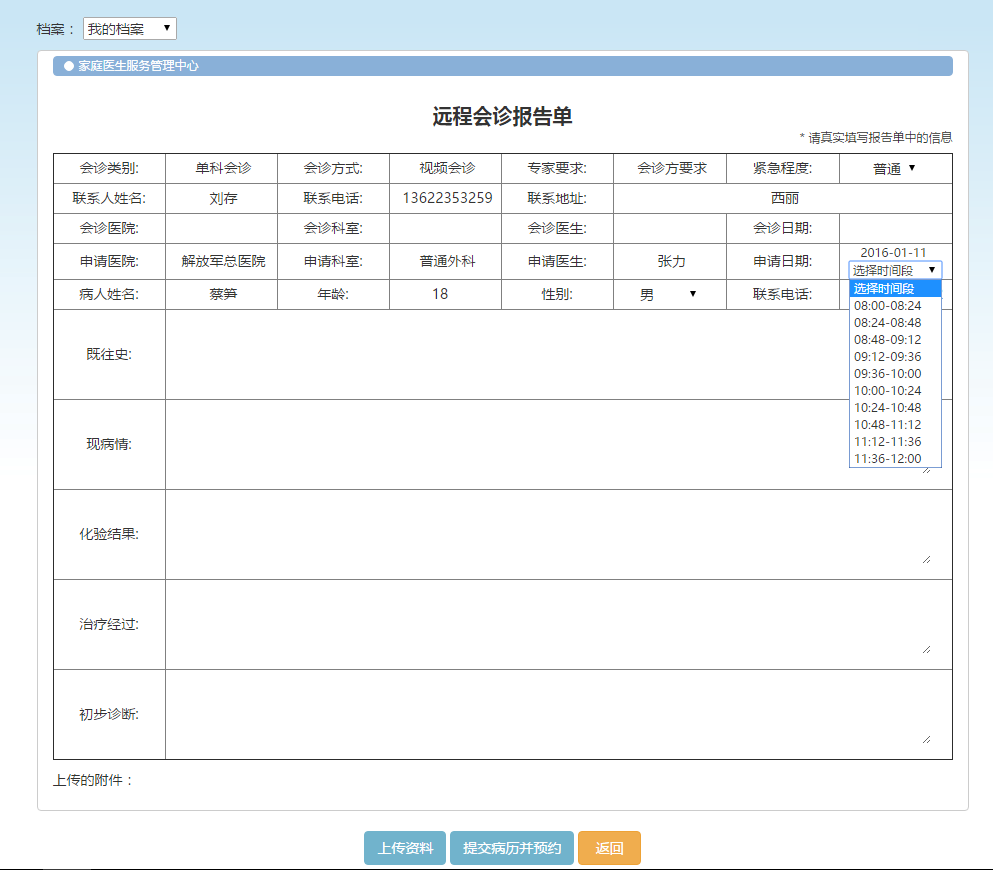 档案： 我的档案
家庭医生服务管理中心
远程会诊报告单
* 请真实填写报告单中的信息
会诊类别: 单科会诊 会诊方式: 视频会诊 专家要求: 会诊方要求 紧急程度: 普通
联系人姓名: 刘存 联系电话: 13622353259 联系地址: 西丽
会诊医院: 会诊科室: 会诊医生: 会诊日期:
申请医院: 解放军总医院 申请科室: 普通外科 申请医生: 张力 申请日期: 2016-01-11
选择时间段
病人姓名: 蔡笋 年龄: 18 性别: 男 联系电话:
选择时间段
08:00-08:24
08:24-08:48
08:48-09:12
09:12-09:36
09:36-10:00
10:00-10:24
10:24-10:48
10:48-11:12
11:12-11:36
11:36-12:00
既往史:
现病情:
化验结果:
治疗经过:
初步诊断:
上传的附件：
上传资料 提交病历并预约 返回